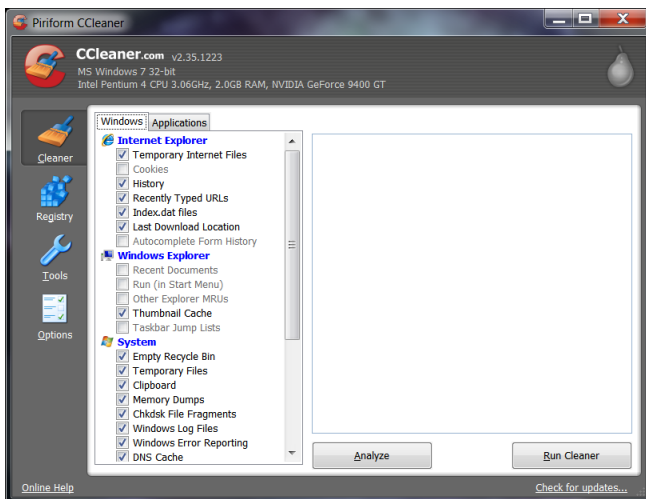 Piriform CCleaner
CCleaner.com v2.35.1223
MS Windows 7 32-bit
Intel Pentium 4 CPU 3.06GHz, 2.0GB RAM, NVIDIA GeForce 9400 GT
Cleaner
Registry
Tools
Options
Windows Applications
Internet Explorer
Temporary Internet Files
Cookies
History
Recently Typed URLs
Index.dat files
Last Download Location
Autocomplete Form History
Windows Explorer
Recent Documents
Run (in Start Menu)
Other Explorer MRUs
Thumbnail Cache
Taskbar Jump Lists
System
Empty Recycle Bin
Temporary Files
Clipboard
Memory Dumps
Chkdsk File Fragments
Windows Log Files
Windows Error Reporting
DNS Cache
Analyze Run Cleaner
Online Help Check for updates...